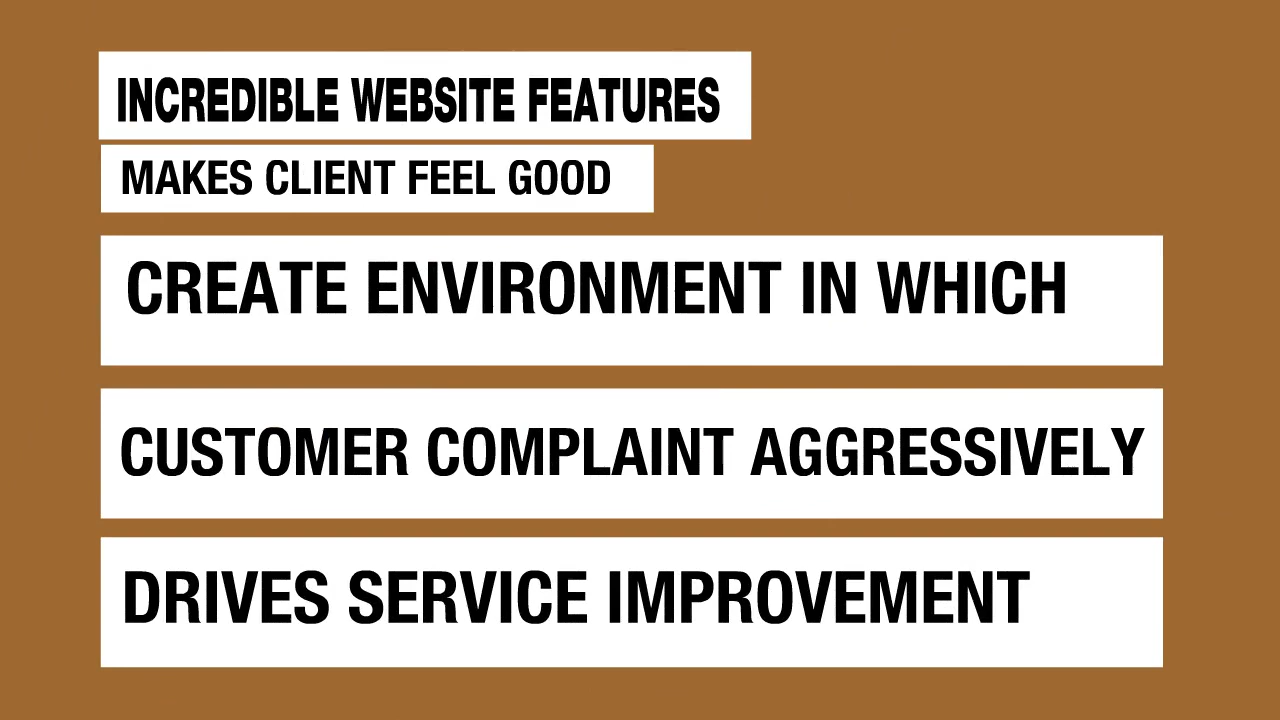 INCREDIBLE WEBSITE FEATURES
MAKES CLIENT FEEL GOOD
CREATE ENVIRONMENT IN WHICH
CUSTOMER COMPLAINT AGGRESSIVELY
DRIVES SERVICE IMPROVEMENT